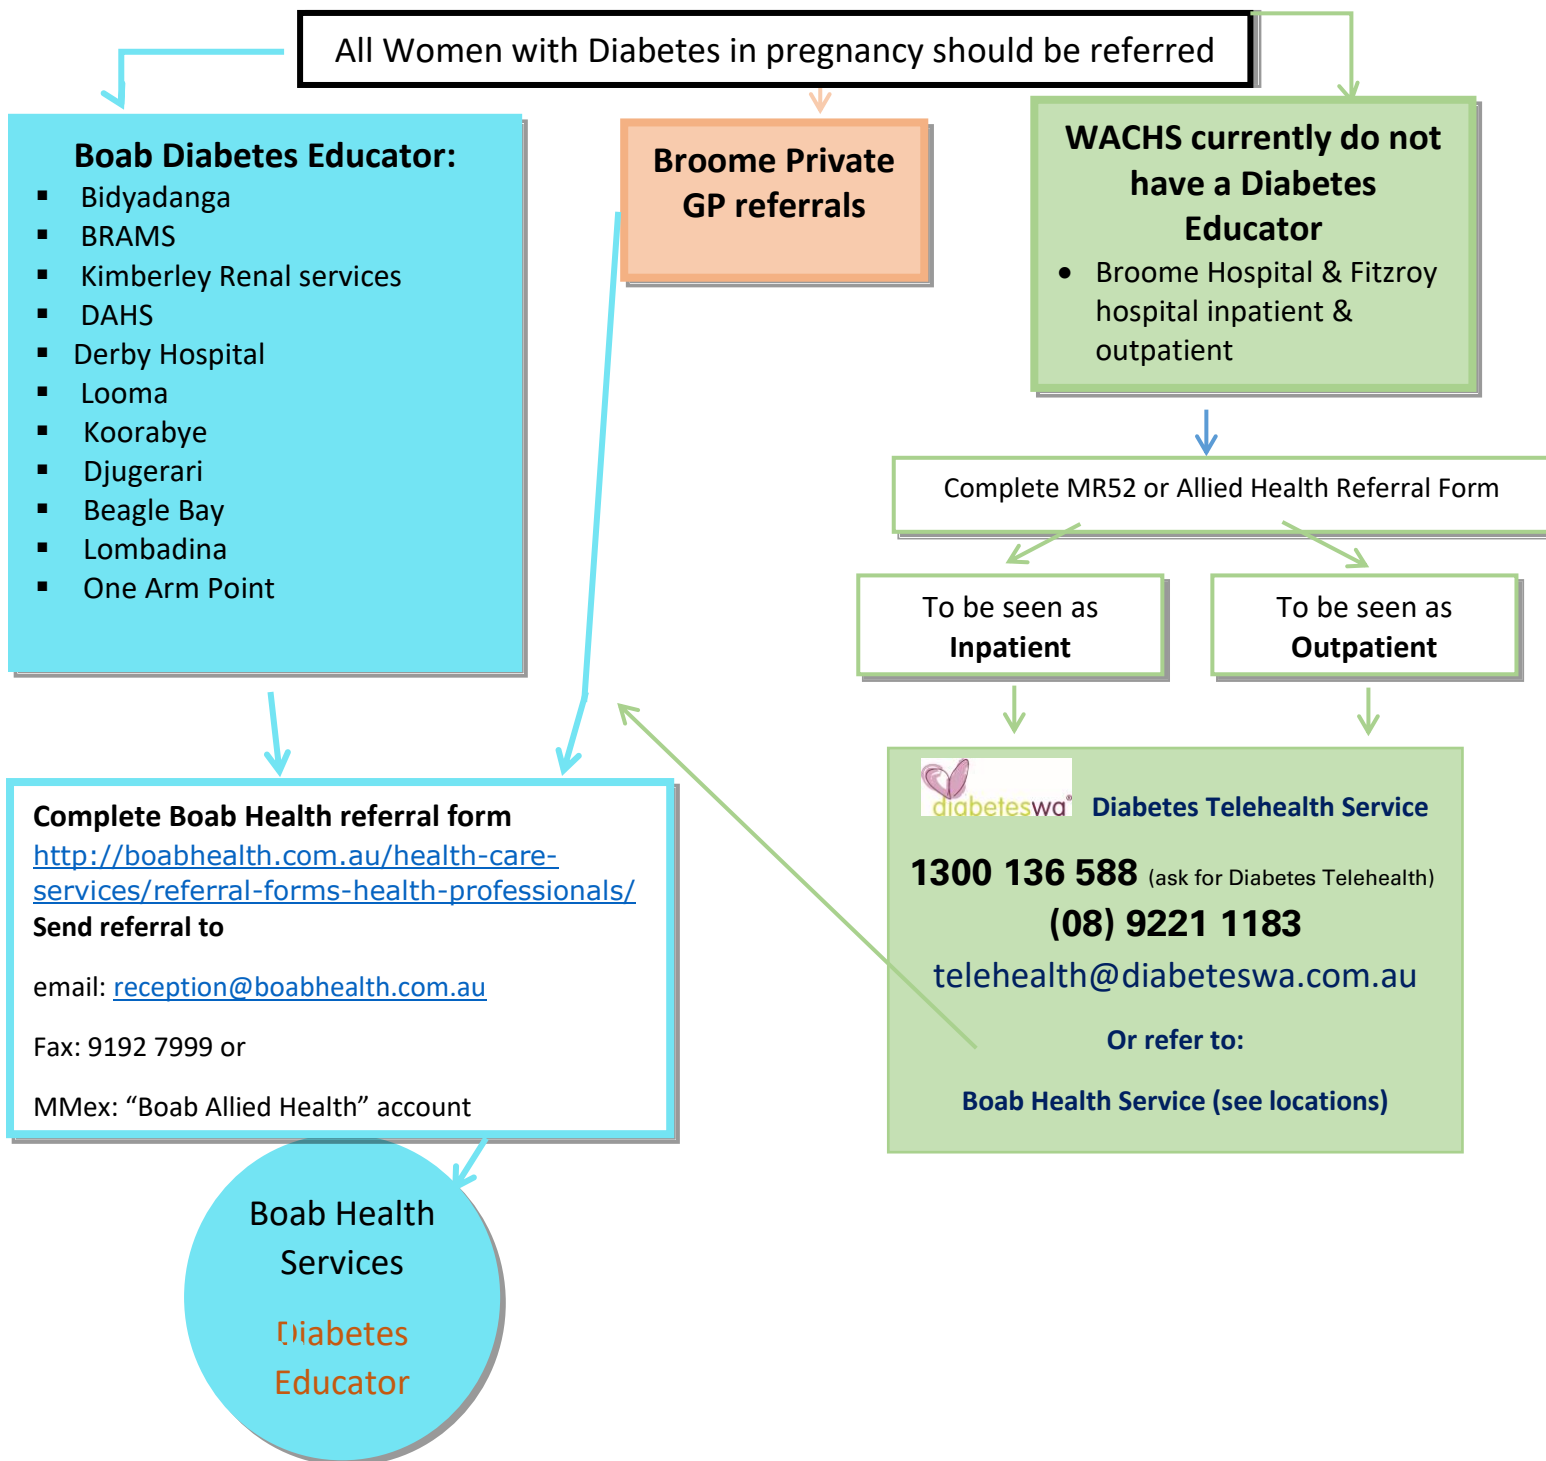 All Women with Diabetes in pregnancy should be referred
Boab Diabetes Educator:
▪ Bidyadanga
▪ BRAMS
▪ Kimberley Renal services
▪ DAHS
▪ Derby Hospital
▪ Looma
▪ Koorabye
▪ Djugerari
▪ Beagle Bay
▪ Lombadina
▪ One Arm Point
Broome Private
GP referrals
WACHS currently do not
have a Diabetes
Educator
• Broome Hospital & Fitzroy
hospital inpatient &
outpatient
Complete MR52 or Allied Health Referral Form
To be seen as
Inpatient
To be seen as
Outpatient
Complete Boab Health referral form
http://boabhealth.com.au/health-care-
services/referral-forms-health-professionals/
Send referral to
email: reception@boabhealth.com.au
Fax: 9192 7999 or
MMex: “Boab Allied Health” account
diabeteswa® Diabetes Telehealth Service
1300 136 588 (ask for Diabetes Telehealth)
(08) 9221 1183
telehealth@diabeteswa.com.au
Or refer to:
Boab Health Service (see locations)
Boab Health
Services
Diabetes
Educator